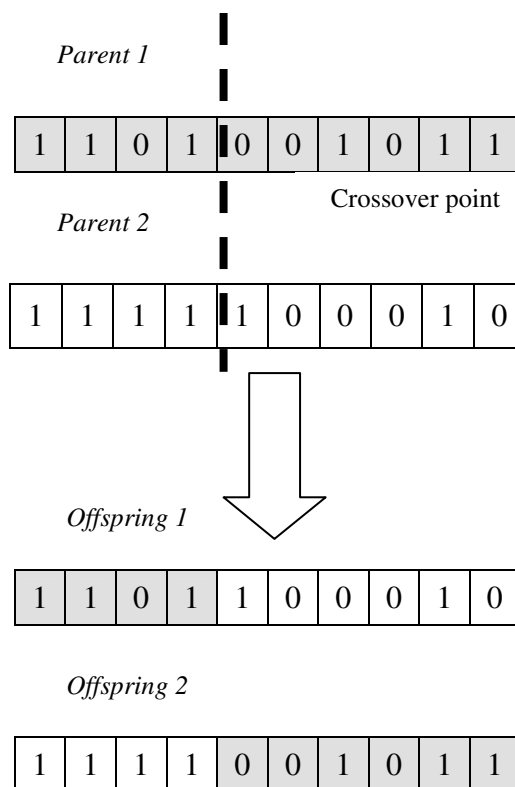 Parent 1
1 1 0 1 0 0 1 0 1 1
Crossover point
Parent 2
1 1 1 1 1 0 0 0 1 0
Offspring 1
1 1 0 1 1 0 0 0 1 0
Offspring 2
1 1 1 1 0 0 1 0 1 1